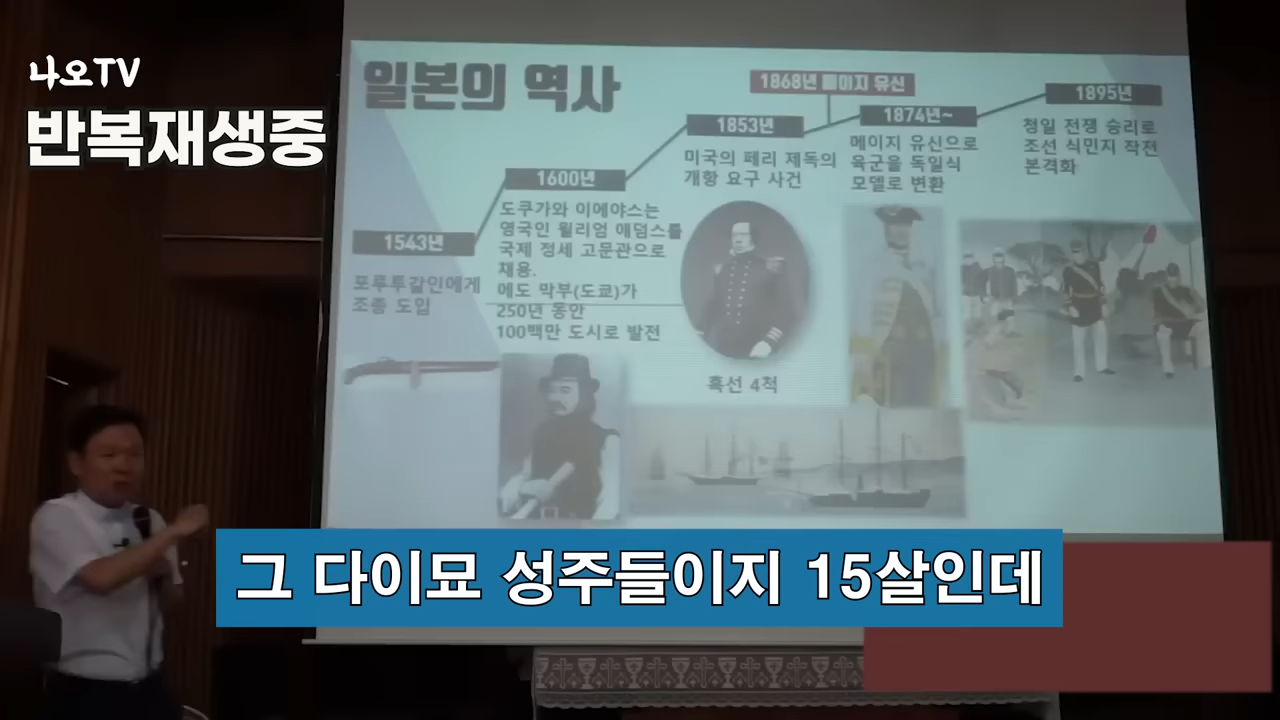 나오TV
반복재생중
일본의 역사
1543년
포루투갈인에게
조종 도입
1600년
도쿠가와 이에야스는
영국인 윌리엄 애덤스를
국제 정세 고문관으로
채용.
에도 막부(도쿄)가
250년 동안
100백만 도시로 발전
1853년
미국의 페리 제독의
개항 요구 사건
흑선 4척
1868년 메이지 유신
1874년~
메이지 유신으로
육군을 독일식
모델로 변환
1895년
청일 전쟁 승리로
조선 식민지 작전
본격화
그 다이묘 성주들이지 15살인데